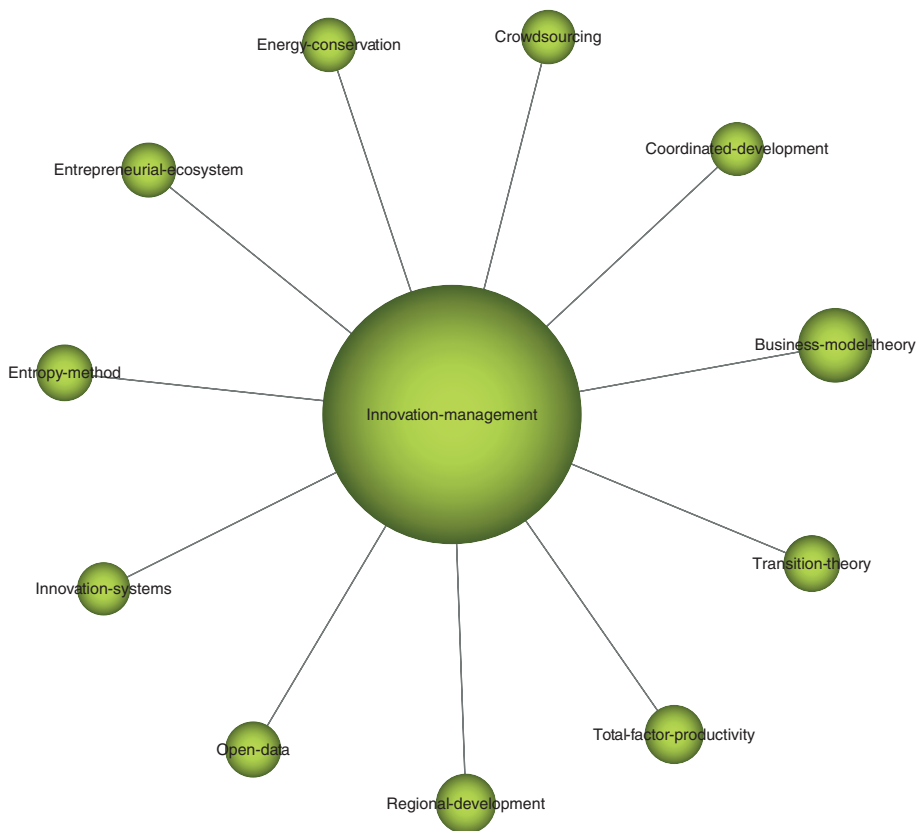 Crowdsourcing
Energy-conservation
Coordinated-development
Entrepreneurial-ecosystem
Business-model-theory
Entropy-method
Innovation-management
Transition-theory
Innovation-systems
Total-factor-productivity
Open-data
Regional-development